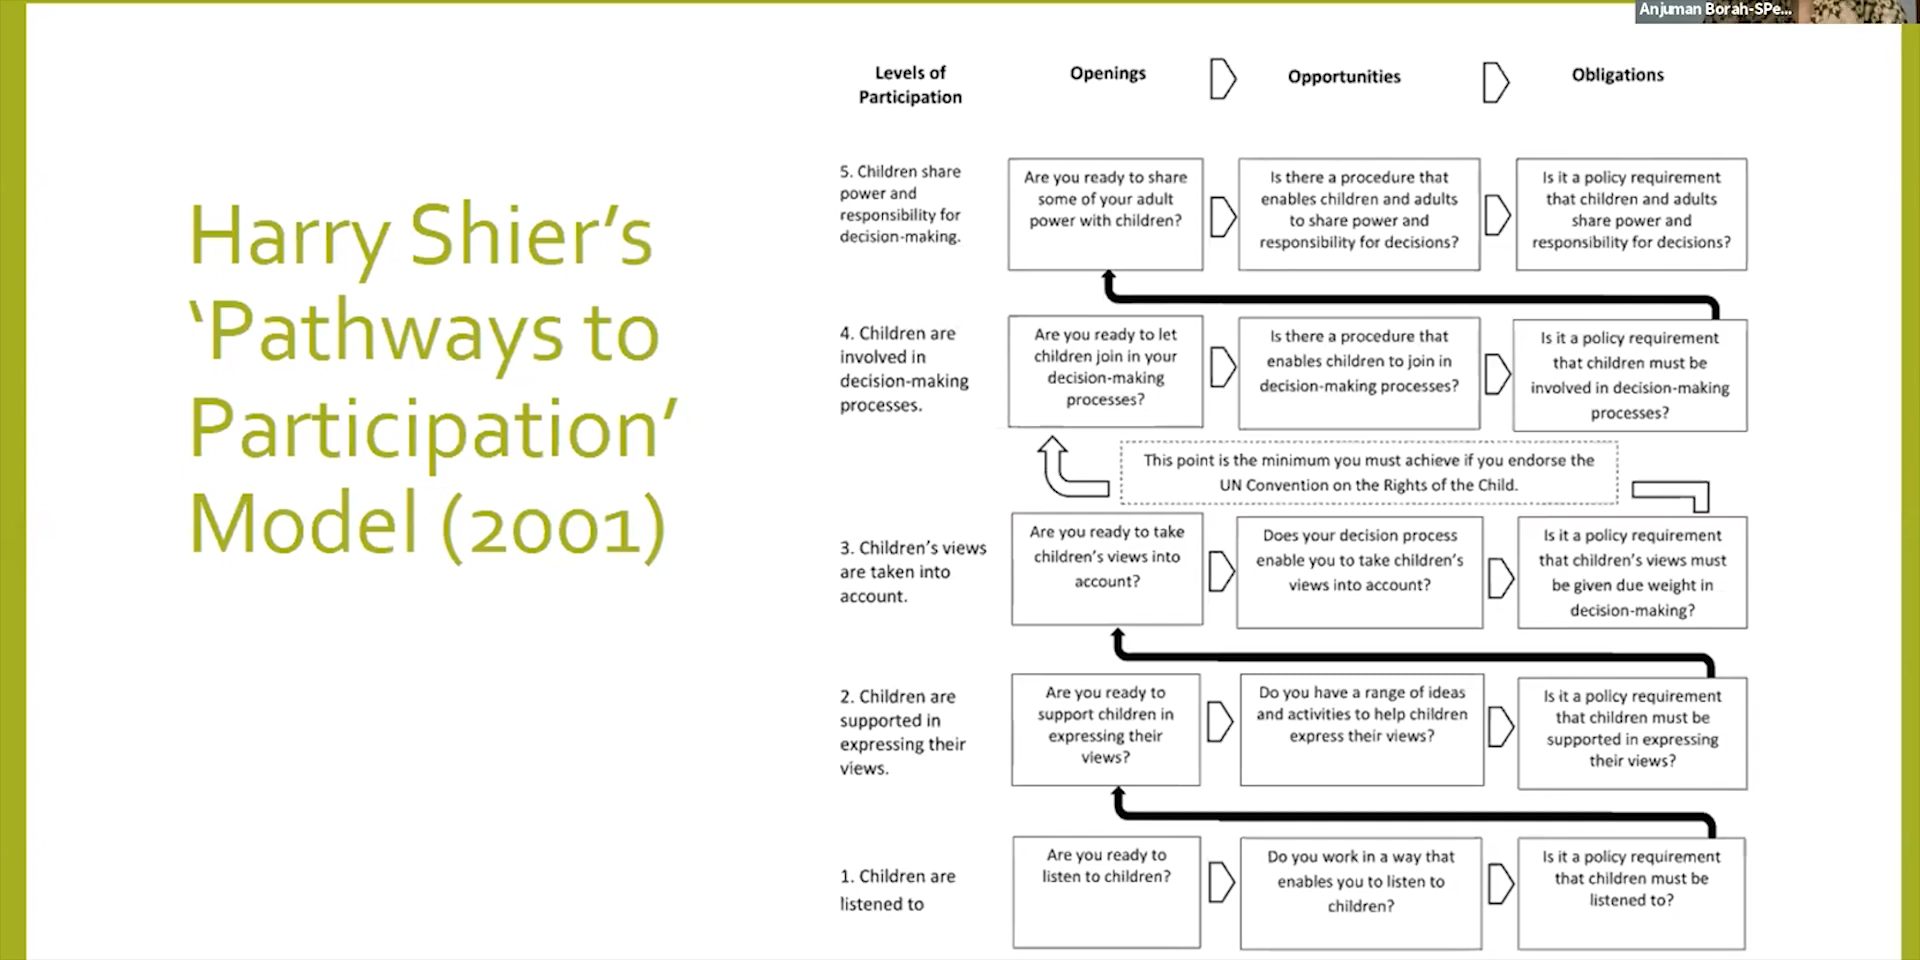 Anjuman Borah-SPe...
Harry Shier’s
‘Pathways to
Participation’
Model (2001)
Levels of
Participation
Openings
Opportunities
Obligations
5. Children share
power and
responsibility for
decision-making.
Are you ready to share
some of your adult
power with children?
Is there a procedure that
enables children and adults
to share power and
responsibility for decisions?
Is it a policy requirement
that children and adults
share power and
responsibility for decisions?
4. Children are
involved in
decision-making
processes.
Are you ready to let
children join in your
decision-making
processes?
Is there a procedure that
enables children to join in
decision-making processes?
Is it a policy requirement
that children must be
involved in decision-making
processes?
This point is the minimum you must achieve if you endorse the
UN Convention on the Rights of the Child.
3. Children’s views
are taken into
account.
Are you ready to take
children’s views into
account?
Does your decision process
enable you to take children’s
views into account?
Is it a policy requirement
that children’s views must
be given due weight in
decision-making?
2. Children are
supported in
expressing their
views.
Are you ready to
support children in
expressing their
views?
Do you have a range of ideas
and activities to help children
express their views?
Is it a policy requirement
that children must be
supported in expressing
their views?
1. Children are
listened to
Are you ready to
listen to children?
Do you work in a way that
enables you to listen to
children?
Is it a policy requirement
that children must be
listened to?